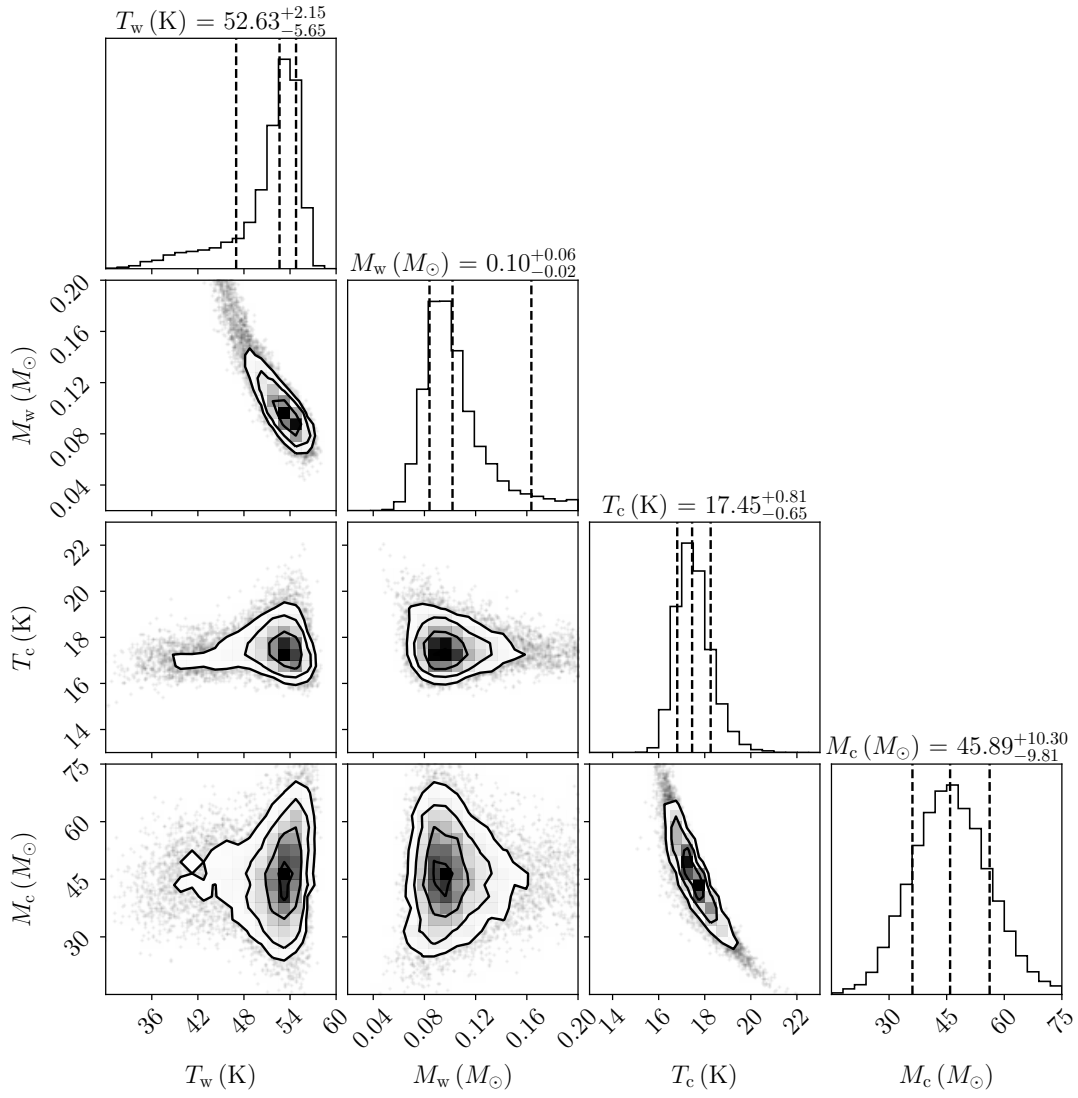 T_w (K) = 52.63^{+2.15}_{-5.65}
M_w (M_⊙) = 0.10^{+0.06}_{-0.02}
T_c (K) = 17.45^{+0.81}_{-0.65}
M_c (M_⊙) = 45.89^{+10.30}_{-9.81}
M_w (M_⊙)
0.20
0.16
0.12
0.08
0.04
T_c (K)
22
20
18
16
14
M_c (M_⊙)
75
60
45
30
36 42 48 54 60
T_w (K)
0.04 0.08 0.12 0.16 0.20
M_w (M_⊙)
14 16 18 20 22
T_c (K)
30 45 60 75
M_c (M_⊙)